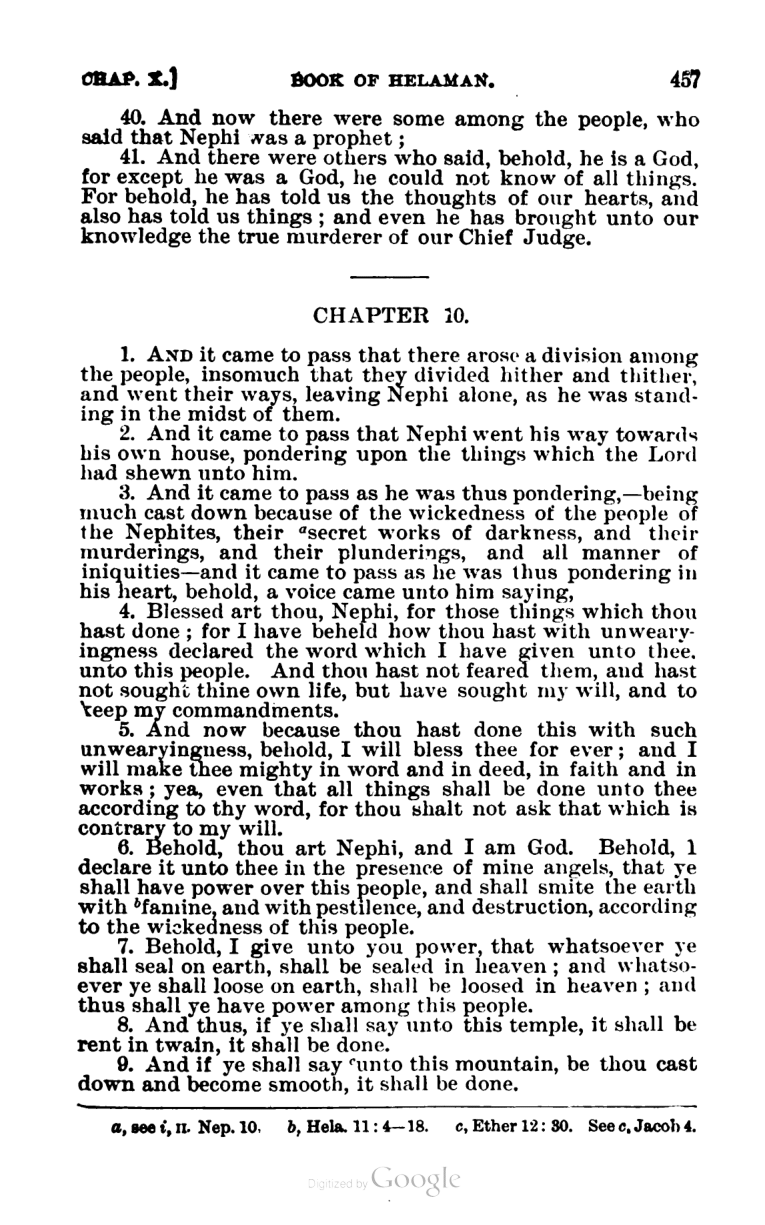 CHAP. X.] BOOK OF HELAMAN. 457
40. And now there were some among the people, who
said that Nephi was a prophet;
41. And there were others who said, behold, he is a God,
for except he was a God, he could not know of all things.
For behold, he has told us the thoughts of our hearts, and
also has told us things; and even he has brought unto our
knowledge the true murderer of our Chief Judge.
CHAPTER 10.
1. AND it came to pass that there arose a division among
the people, insomuch that they divided hither and thither,
and went their ways, leaving Nephi alone, as he was stand-
ing in the midst of them.
2. And it came to pass that Nephi went his way towards
his own house, pondering upon the things which the Lord
had shewn unto him.
3. And it came to pass as he was thus pondering,—being
much cast down because of the wickedness of the people of
the Nephites, their ᵃsecret works of darkness, and their
murderings, and their plunderings, and all manner of
iniquities—and it came to pass as he was thus pondering in
his heart, behold, a voice came unto him saying,
4. Blessed art thou, Nephi, for those things which thou
hast done; for I have beheld how thou hast with unweary-
ingness declared the word which I have given unto thee,
unto this people. And thou hast not feared them, and hast
not sought thine own life, but have sought my will, and to
keep my commandments.
5. And now because thou hast done this with such
unwearyingness, behold, I will bless thee for ever; and I
will make thee mighty in word and in deed, in faith and in
works; yea, even that all things shall be done unto thee
according to thy word, for thou shalt not ask that which is
contrary to my will.
6. Behold, thou art Nephi, and I am God. Behold, I
declare it unto thee in the presence of mine angels, that ye
shall have power over this people, and shall smite the earth
with ᵇfamine, and with pestilence, and destruction, according
to the wickedness of this people.
7. Behold, I give unto you power, that whatsoever ye
shall seal on earth, shall be sealed in heaven; and whatso-
ever ye shall loose on earth, shall be loosed in heaven; and
thus shall ye have power among this people.
8. And thus, if ye shall say unto this temple, it shall be
rent in twain, it shall be done.
9. And if ye shall say ᶜunto this mountain, be thou cast
down and become smooth, it shall be done.
a, see i, II. Nep. 10. b, Hela. 11:4—18. c, Ether 12:30. See c, Jacob 4.
Digitized by Google